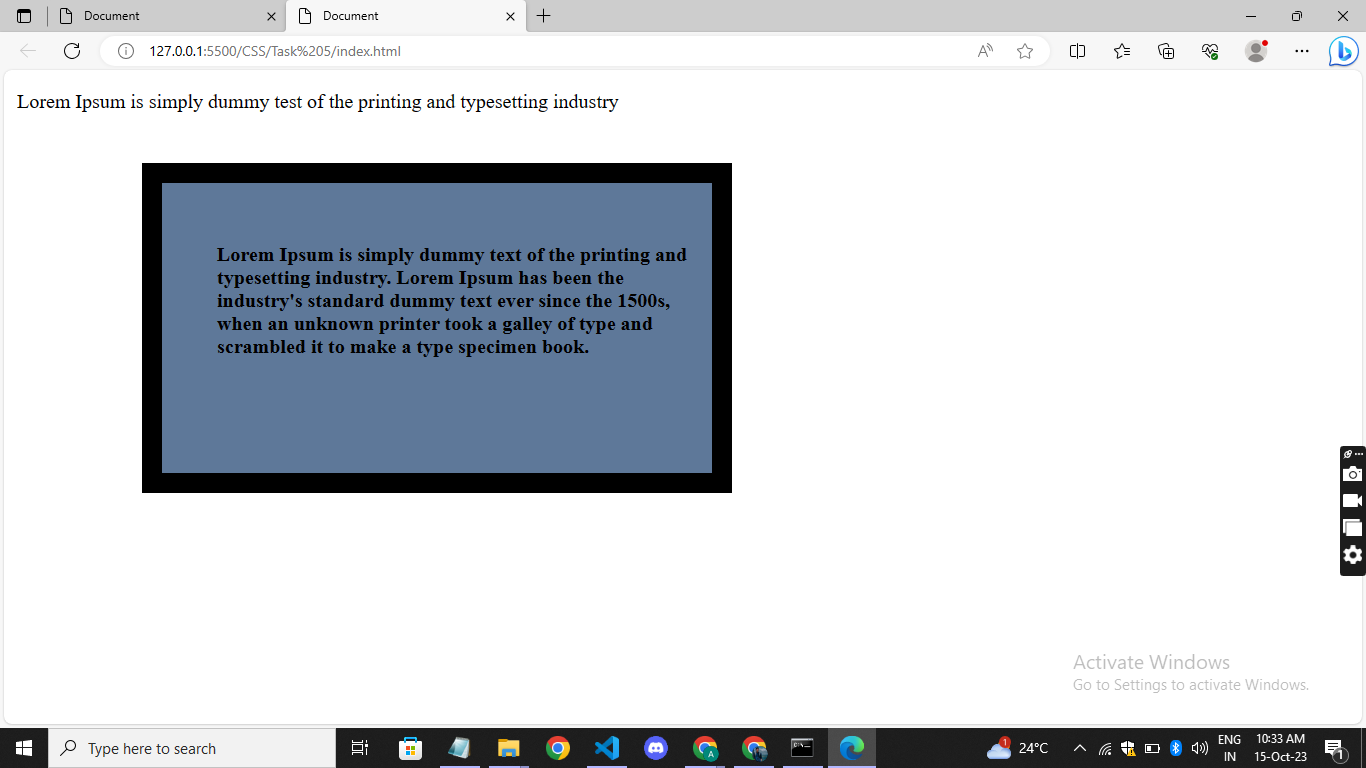 Document
Document
127.0.0.1:5500/CSS/Task%205/index.html
Lorem Ipsum is simply dummy test of the printing and typesetting industry
Lorem Ipsum is simply dummy text of the printing and
typesetting industry. Lorem Ipsum has been the
industry's standard dummy text ever since the 1500s,
when an unknown printer took a galley of type and
scrambled it to make a type specimen book.
Activate Windows
Go to Settings to activate Windows.
Type here to search
1
24°C
ENG
IN
10:33 AM
15-Oct-23
1